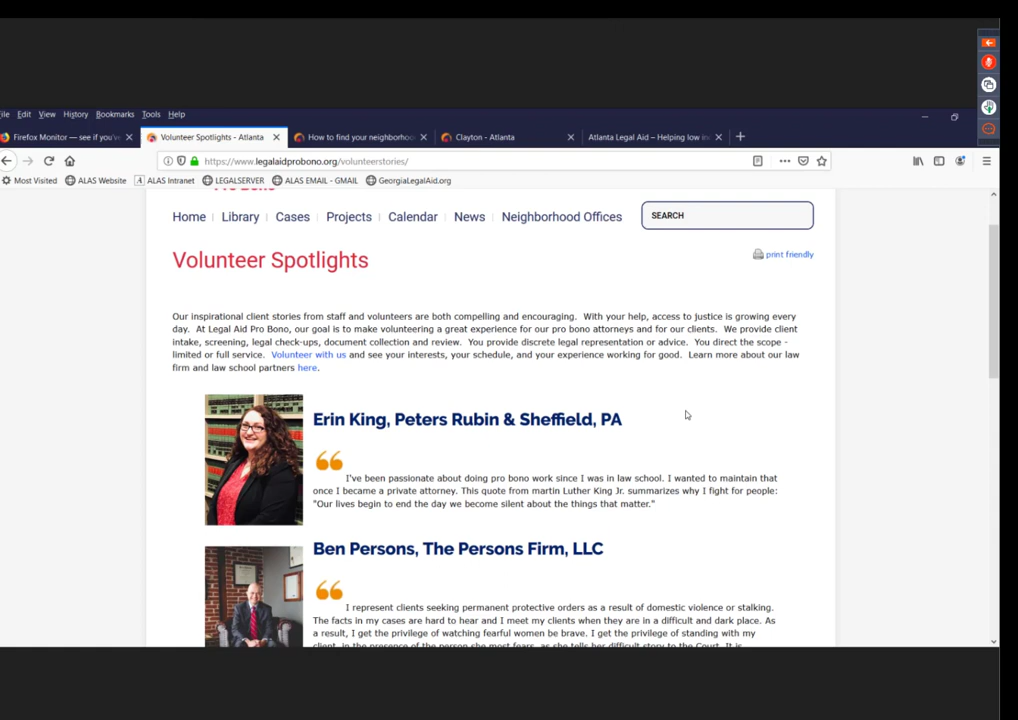 ile Edit View History Bookmarks Tools Help
Firefox Monitor — see if you've
Volunteer Spotlights - Atlanta
How to find your neighborhoo
Clayton - Atlanta
Atlanta Legal Aid – Helping low in
https://www.legalaidprobono.org/volunteerstories/
Most Visited ALAS Website ALAS Intranet LEGALSERVER ALAS EMAIL - GMAIL GeorgiaLegalAid.org
Home Library Cases Projects Calendar News Neighborhood Offices SEARCH
Volunteer Spotlights
print friendly
Our inspirational client stories from staff and volunteers are both compelling and encouraging. With your help, access to justice is growing every
day. At Legal Aid Pro Bono, our goal is to make volunteering a great experience for our pro bono attorneys and for our clients. We provide client
intake, screening, legal check-ups, document collection and review. You provide discrete legal representation or advice. You direct the scope -
limited or full service. Volunteer with us and see your interests, your schedule, and your experience working for good. Learn more about our law
firm and law school partners here.
Erin King, Peters Rubin & Sheffield, PA
I've been passionate about doing pro bono work since I was in law school. I wanted to maintain that
once I became a private attorney. This quote from martin Luther King Jr. summarizes why I fight for people:
"Our lives begin to end the day we become silent about the things that matter."
Ben Persons, The Persons Firm, LLC
I represent clients seeking permanent protective orders as a result of domestic violence or stalking.
The facts in my cases are hard to hear and I meet my clients when they are in a difficult and dark place. As
a result, I get the privilege of watching fearful women be brave. I get the privilege of standing with my
client, in the presence of the person she most fears, as she tells her difficult story to the Court. It is